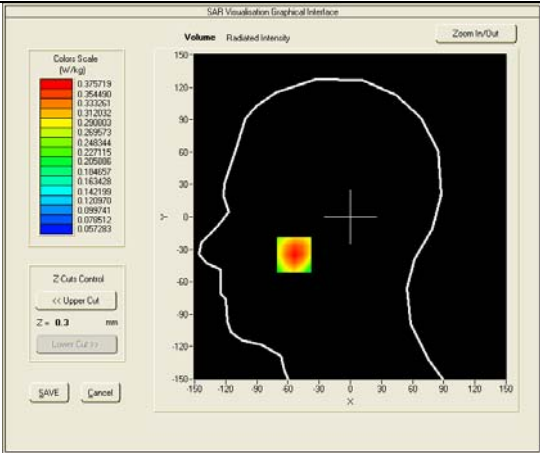 SAR Visualisation Graphical Interface
Volume Radiated Intensity
Zoom In/Out
Colors Scale
(W/kg)
0.375719
0.354490
0.333261
0.312032
0.290803
0.269573
0.248344
0.227115
0.205886
0.184657
0.163428
0.142199
0.120970
0.099741
0.078512
0.057283
Z-Cuts Control
<< Upper Cut
Z = 0.3 mm
Lower Cut >>
SAVE Cancel
150
120
90
60
30
0
-30
-60
-90
-120
-150
Y
-150 -120 -90 -60 -30 0 30 60 90 120 150
X